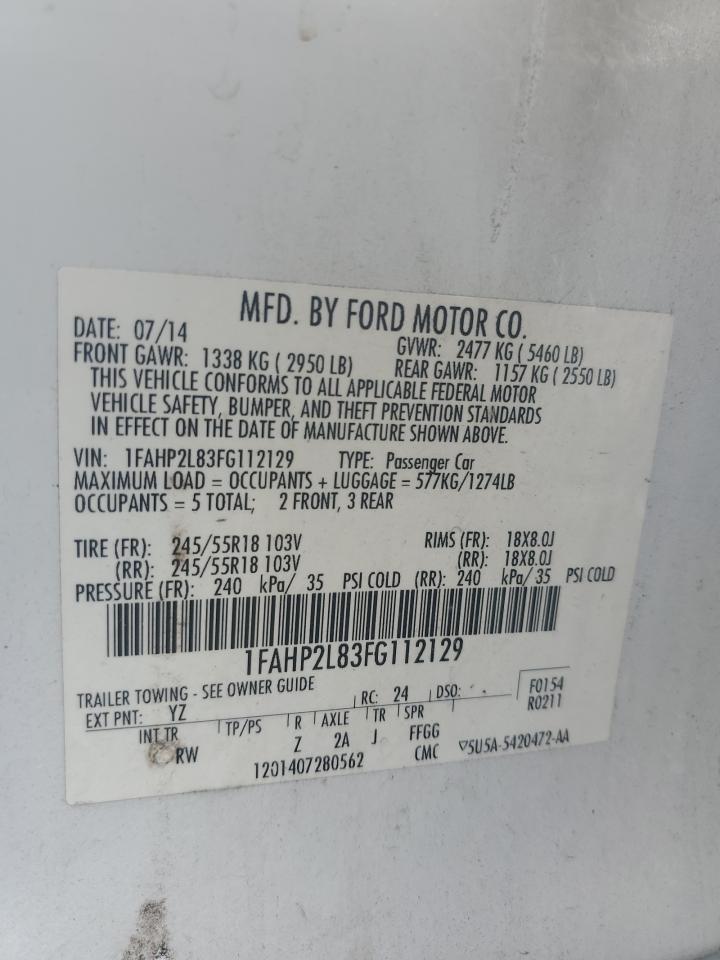 MFD. BY FORD MOTOR CO.
DATE: 07/14 GVWR: 2477 KG ( 5460 LB)
FRONT GAWR: 1338 KG ( 2950 LB) REAR GAWR: 1157 KG ( 2550 LB)
THIS VEHICLE CONFORMS TO ALL APPLICABLE FEDERAL MOTOR
VEHICLE SAFETY, BUMPER, AND THEFT PREVENTION STANDARDS
IN EFFECT ON THE DATE OF MANUFACTURE SHOWN ABOVE.
VIN: 1FAHP2L83FG112129 TYPE: Passenger Car
MAXIMUM LOAD = OCCUPANTS + LUGGAGE = 577KG/1274LB
OCCUPANTS = 5 TOTAL; 2 FRONT, 3 REAR
TIRE (FR): 245/55R18 103V RIMS (FR): 18X8.0J
(RR): 245/55R18 103V (RR): 18X8.0J
PRESSURE (FR): 240 kPa/ 35 PSI COLD (RR): 240 kPa/ 35 PSI COLD
1FAHP2L83FG112129
TRAILER TOWING - SEE OWNER GUIDE
EXT PNT: YZ RC: 24 DSO: F0154
R0211
INT TR TP/PS R AXLE TR SPR
RW Z 2A J FFGG
1201407280562 CMC ▽5U5A-5420472-AA